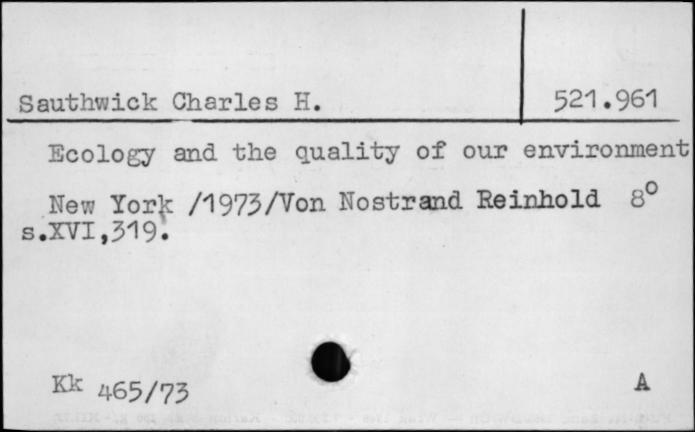 Sauthwick Charles H. 521.961
Ecology and the quality of our environment
New York /1973/Von Nostrand Reinhold 8°
s.XVI,319.
Kk 465/73 A